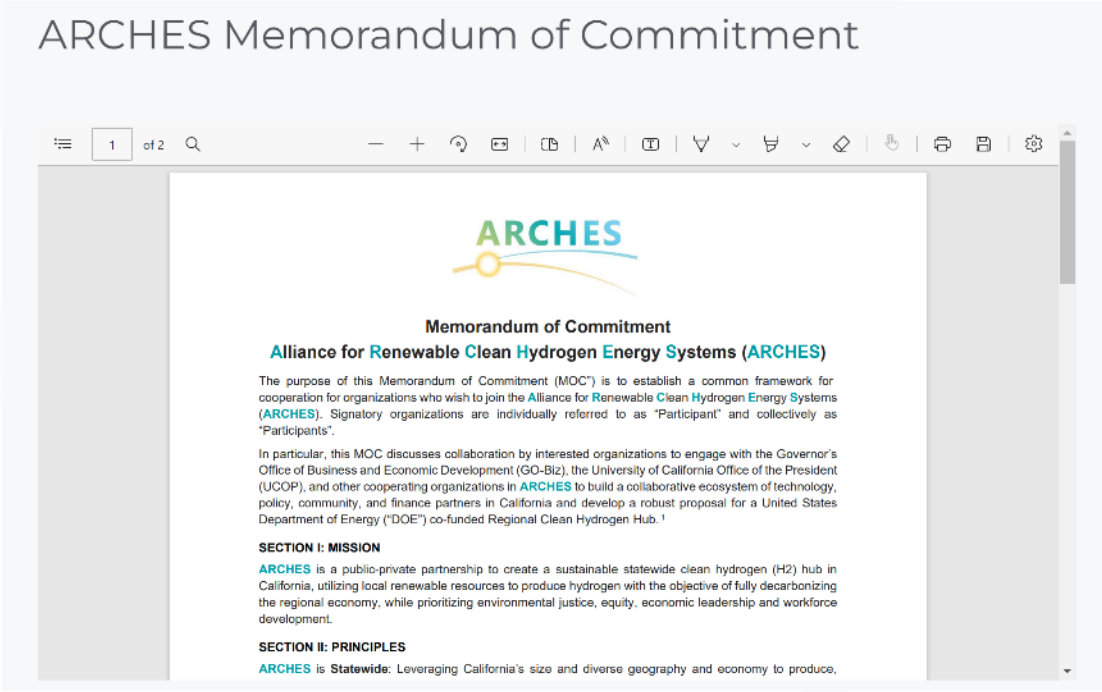 ARCHES Memorandum of Commitment
1 of 2
ARCHES
Memorandum of Commitment
Alliance for Renewable Clean Hydrogen Energy Systems (ARCHES)
The purpose of this Memorandum of Commitment (MOC”) is to establish a common framework for
cooperation for organizations who wish to join the Alliance for Renewable Clean Hydrogen Energy Systems
(ARCHES). Signatory organizations are individually referred to as “Participant” and collectively as
“Participants”.
In particular, this MOC discusses collaboration by interested organizations to engage with the Governor’s
Office of Business and Economic Development (GO-Biz), the University of California Office of the President
(UCOP), and other cooperating organizations in ARCHES to build a collaborative ecosystem of technology,
policy, community, and finance partners in California and develop a robust proposal for a United States
Department of Energy (“DOE”) co-funded Regional Clean Hydrogen Hub. ¹
SECTION I: MISSION
ARCHES is a public-private partnership to create a sustainable statewide clean hydrogen (H2) hub in
California, utilizing local renewable resources to produce hydrogen with the objective of fully decarbonizing
the regional economy, while prioritizing environmental justice, equity, economic leadership and workforce
development.
SECTION II: PRINCIPLES
ARCHES is Statewide: Leveraging California’s size and diverse geography and economy to produce,